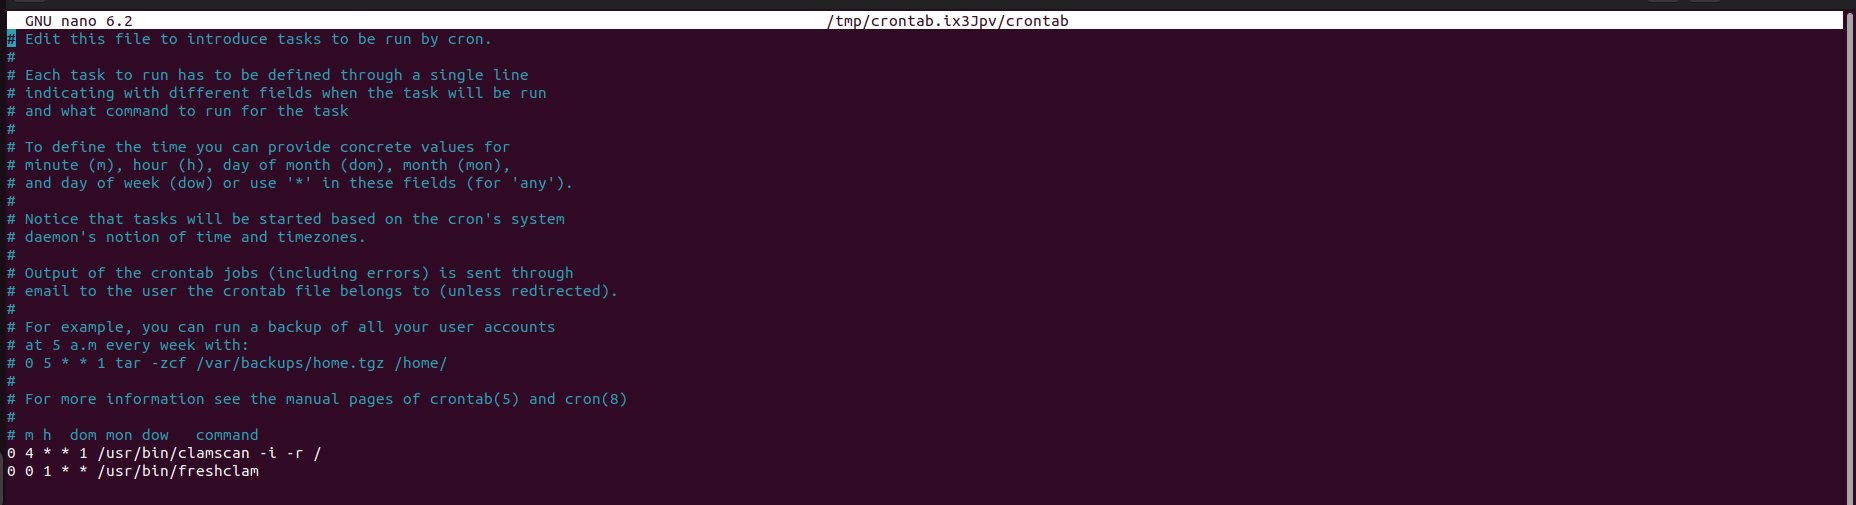 GNU nano 6.2 /tmp/crontab.ix3Jpv/crontab
# Edit this file to introduce tasks to be run by cron.
#
# Each task to run has to be defined through a single line
# indicating with different fields when the task will be run
# and what command to run for the task
#
# To define the time you can provide concrete values for
# minute (m), hour (h), day of month (dom), month (mon),
# and day of week (dow) or use '*' in these fields (for 'any').
#
# Notice that tasks will be started based on the cron's system
# daemon's notion of time and timezones.
#
# Output of the crontab jobs (including errors) is sent through
# email to the user the crontab file belongs to (unless redirected).
#
# For example, you can run a backup of all your user accounts
# at 5 a.m every week with:
# 0 5 * * 1 tar -zcf /var/backups/home.tgz /home/
#
# For more information see the manual pages of crontab(5) and cron(8)
#
# m h  dom mon dow   command
0 4 * * 1 /usr/bin/clamscan -i -r /
0 0 1 * * /usr/bin/freshclam